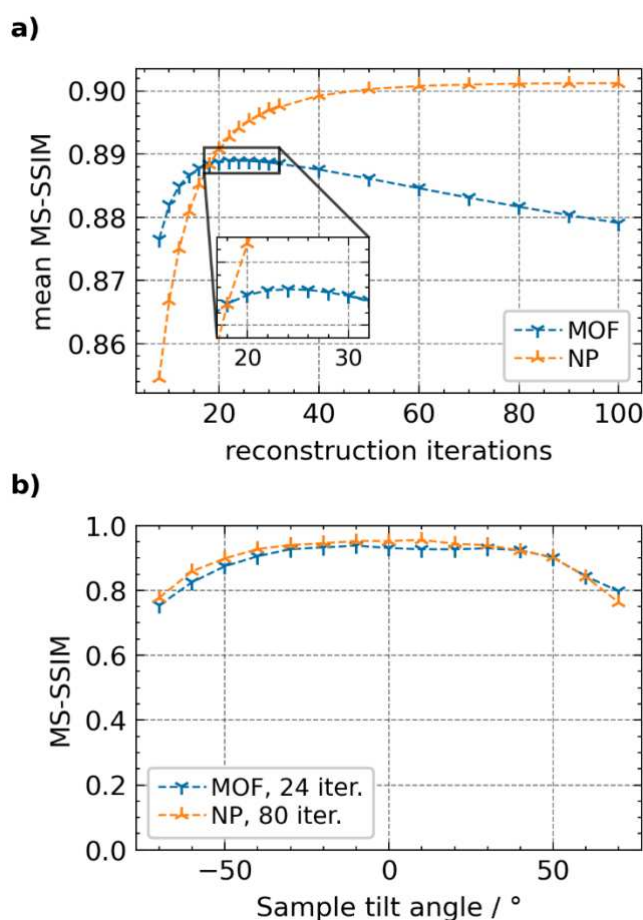 a)
0.90
0.89
0.88
0.87
0.86
mean MS-SSIM
20
30
MOF
NP
20
40
60
80
100
reconstruction iterations
b)
1.0
0.8
0.6
0.4
0.2
0.0
MS-SSIM
MOF, 24 iter.
NP, 80 iter.
−50
0
50
Sample tilt angle / °